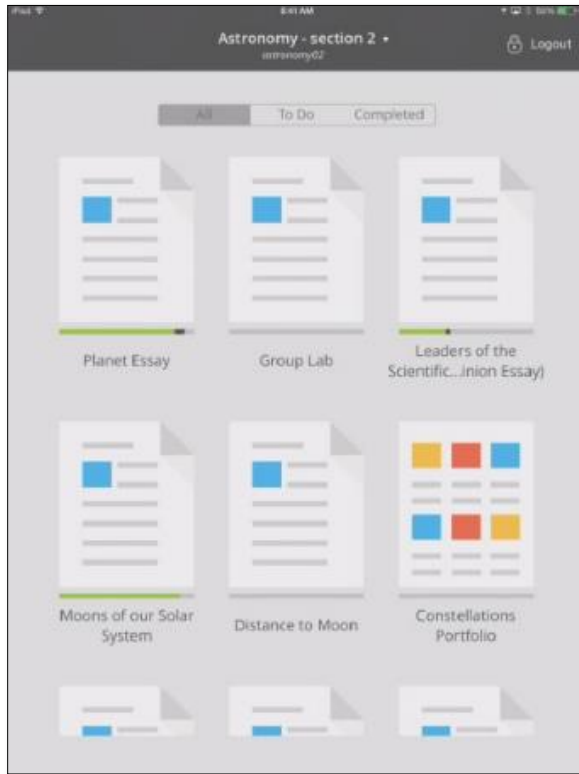 iPad
8:41 AM
Astronomy - section 2
astronomy02
Logout
All
To Do
Completed
Planet Essay
Group Lab
Leaders of the
Scientific...inion Essay)
Moons of our Solar
System
Distance to Moon
Constellations
Portfolio